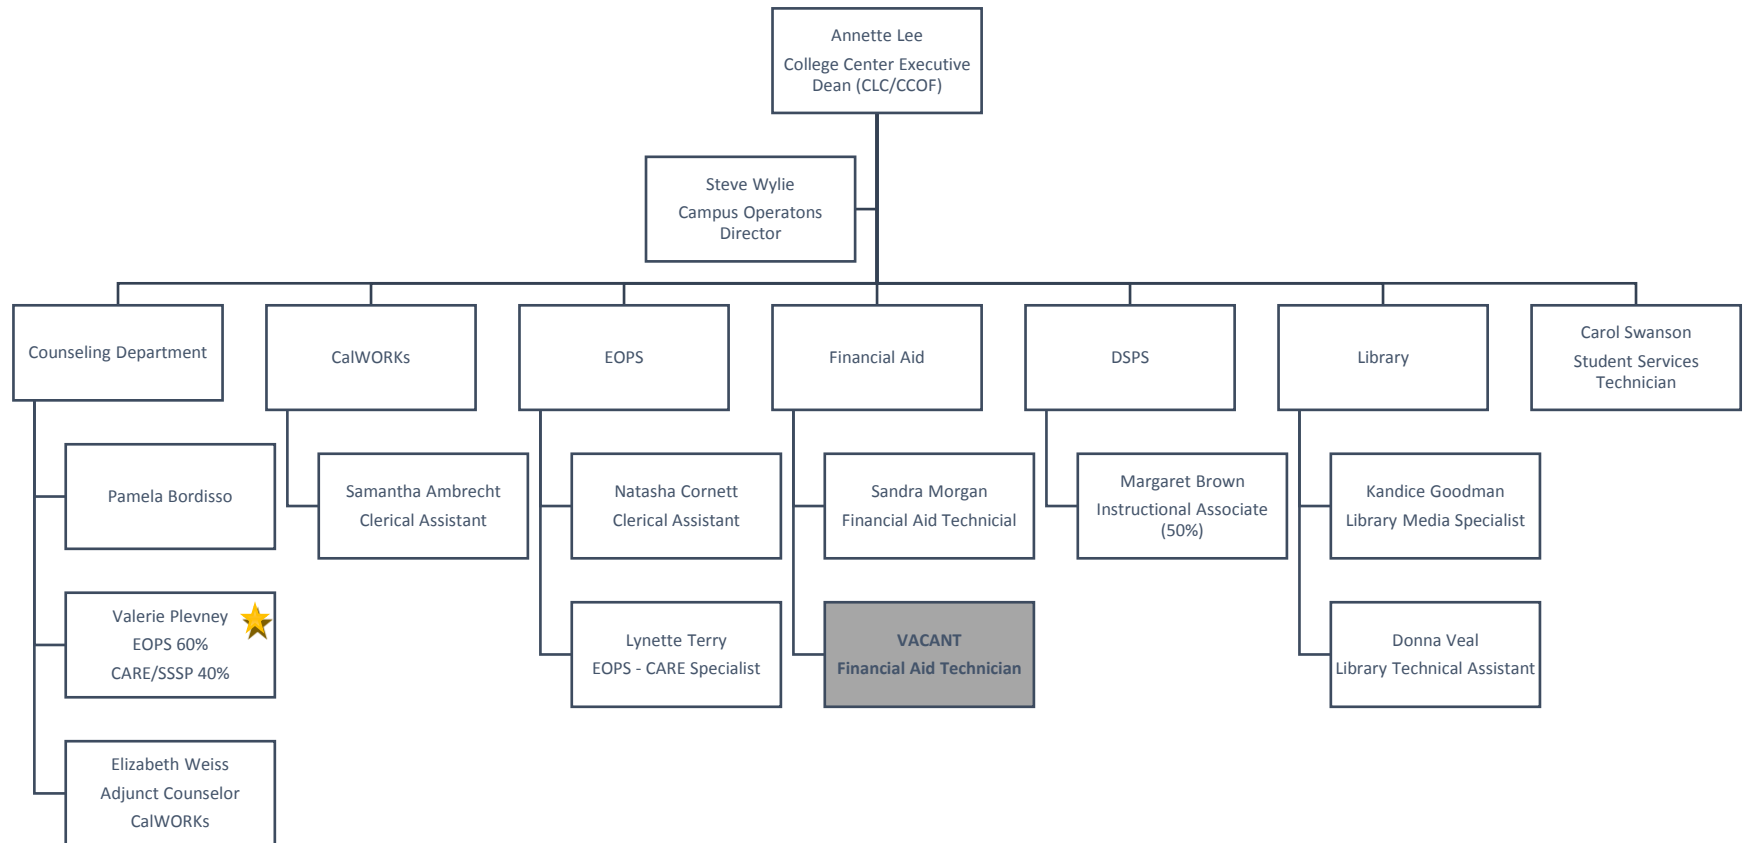 Annette Lee
College Center Executive
Dean (CLC/CCOF)
Steve Wylie
Campus Operatons
Director
Counseling Department
CalWORKs
EOPS
Financial Aid
DSPS
Library
Carol Swanson
Student Services
Technician
Pamela Bordisso
Samantha Ambrecht
Clerical Assistant
Natasha Cornett
Clerical Assistant
Sandra Morgan
Financial Aid Technicial
Margaret Brown
Instructional Associate
(50%)
Kandice Goodman
Library Media Specialist
Valerie Plevney
EOPS 60%
CARE/SSSP 40%
Lynette Terry
EOPS - CARE Specialist
VACANT
Financial Aid Technician
Donna Veal
Library Technical Assistant
Elizabeth Weiss
Adjunct Counselor
CalWORKs